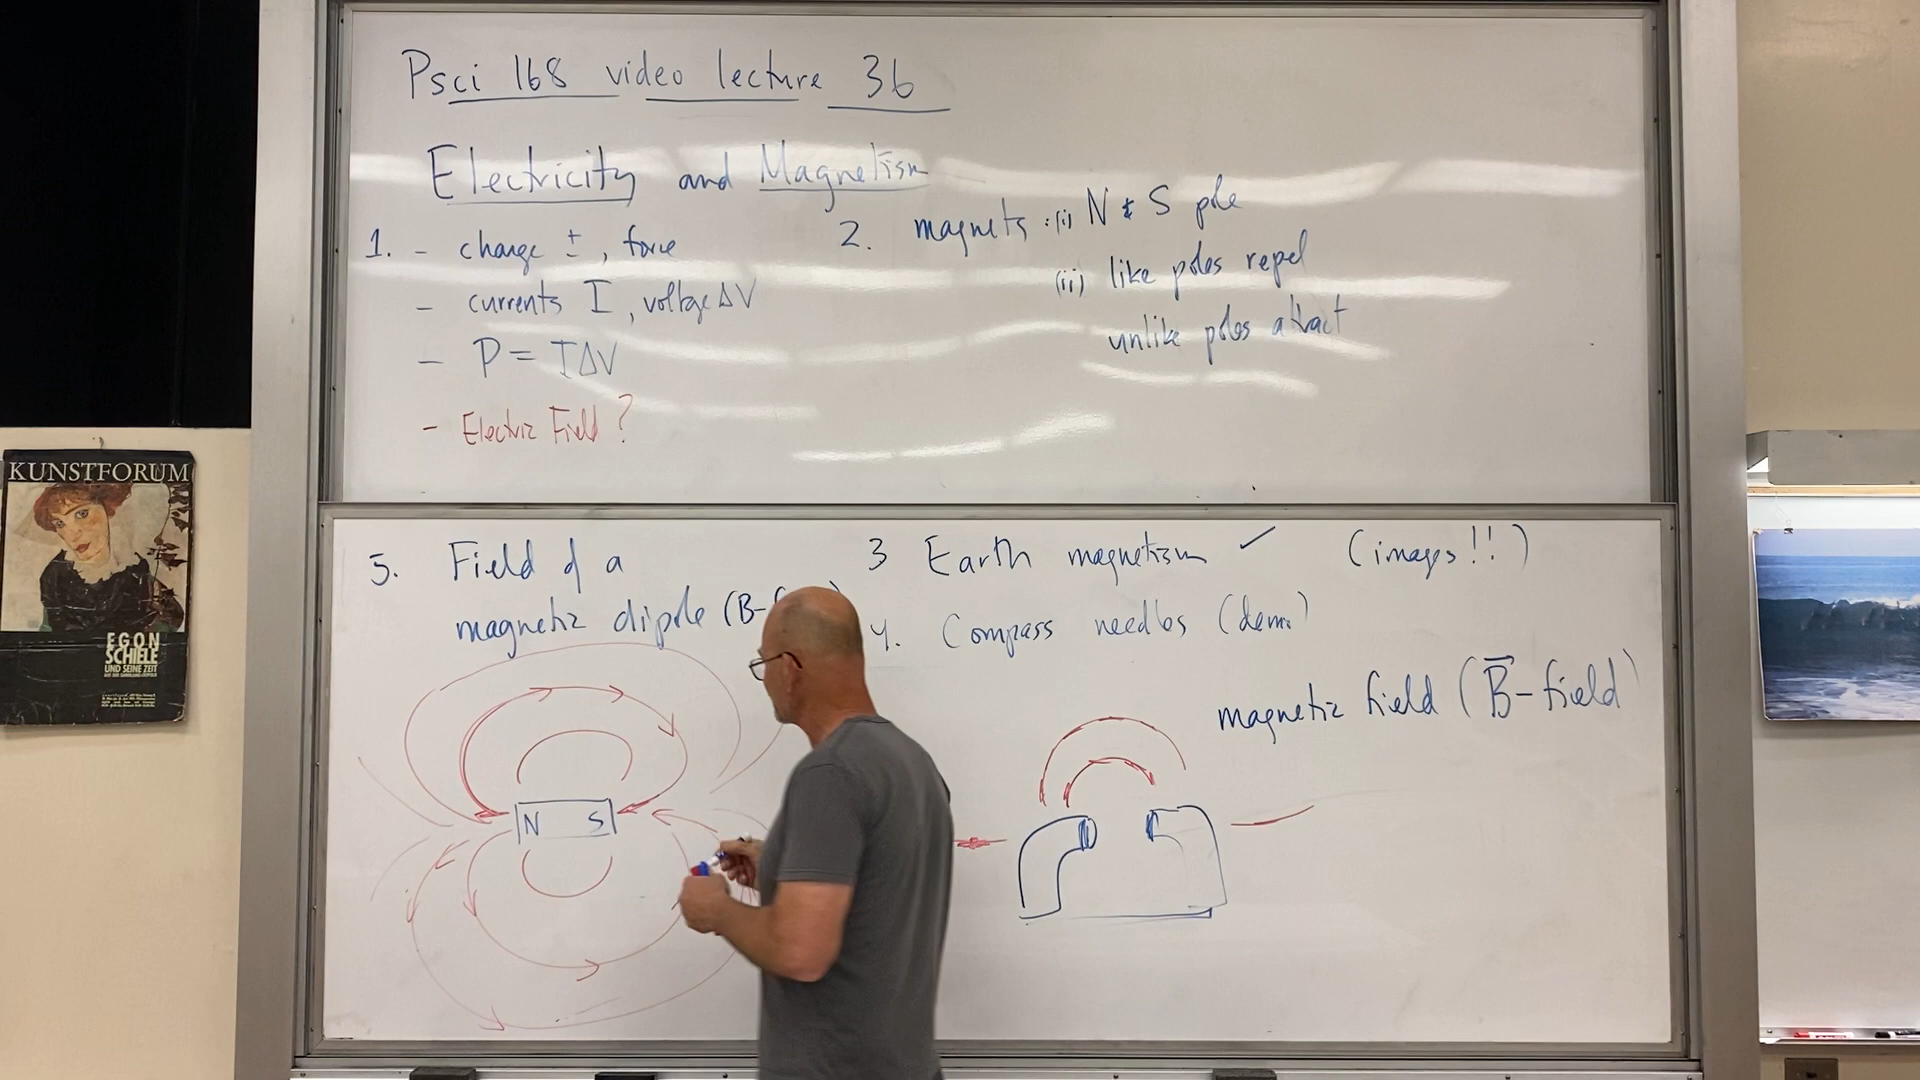 Psci 168 video lecture 36
Electricity and Magnetism
1. - charge ±, force
- currents I, voltage ΔV
- P = IΔV
- Electric Field?
2. magnets: (i) N & S pole
(ii) like poles repel
unlike poles attract
5. Field of a
magnetic dipole (B-
N S
3 Earth magnetism ✓ (images!!)
4. Compass needles (demo)
magnetic field (B⃗-field)
KUNSTFORUM
EGON
SCHIELE
UND SEINE ZEIT